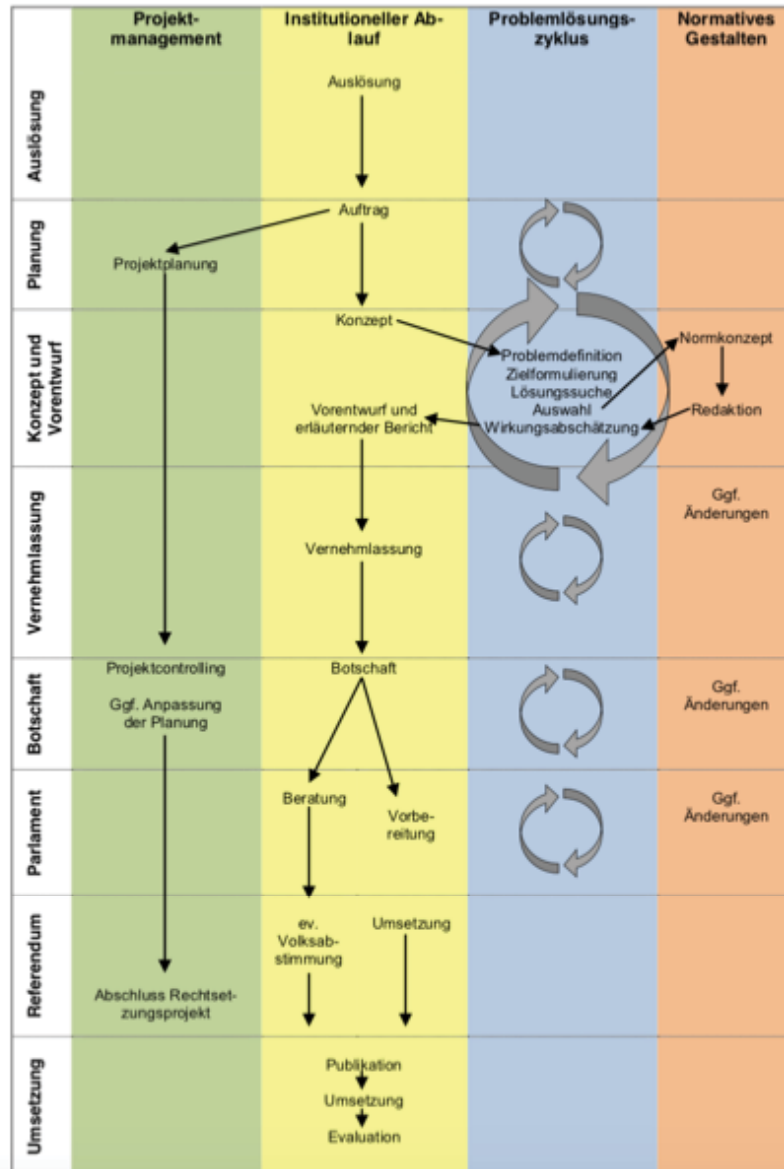 Projekt-
management
Institutioneller Ab-
lauf
Problemlösungs-
zyklus
Normatives
Gestalten
Auslösung
Auslösung
Planung
Auftrag
Projektplanung
Konzept und
Vorentwurf
Konzept
Problemdefinition
Zielformulierung
Lösungssuche
Auswahl
Wirkungsabschätzung
Normkonzept
Redaktion
Vorentwurf und
erläuternder Bericht
Vernehmlassung
Ggf.
Änderungen
Vernehmlassung
Botschaft
Projektcontrolling
Ggf. Anpassung
der Planung
Botschaft
Ggf.
Änderungen
Parlament
Beratung
Vorbe-
reitung
Ggf.
Änderungen
Referendum
ev.
Volksab-
stimmung
Umsetzung
Abschluss Rechtset-
zungsprojekt
Umsetzung
Publikation
Umsetzung
Evaluation